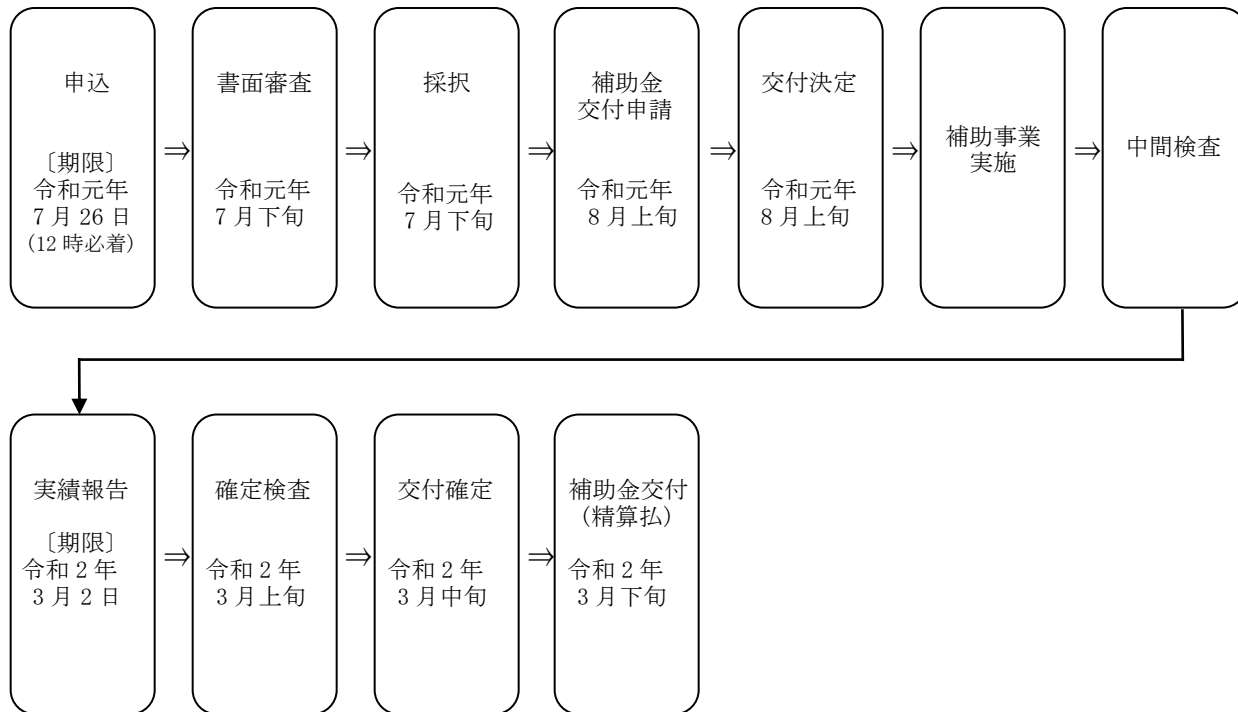 申込
〔期限〕
令和元年
7月26日
(12時必着)
⇒
書面審査
令和元年
7月下旬
⇒
採択
令和元年
7月下旬
⇒
補助金
交付申請
令和元年
8月上旬
⇒
交付決定
令和元年
8月上旬
⇒
補助事業
実施
⇒
中間検査
実績報告
〔期限〕
令和2年
3月2日
⇒
確定検査
令和2年
3月上旬
⇒
交付確定
令和2年
3月中旬
⇒
補助金交付
(精算払)
令和2年
3月下旬